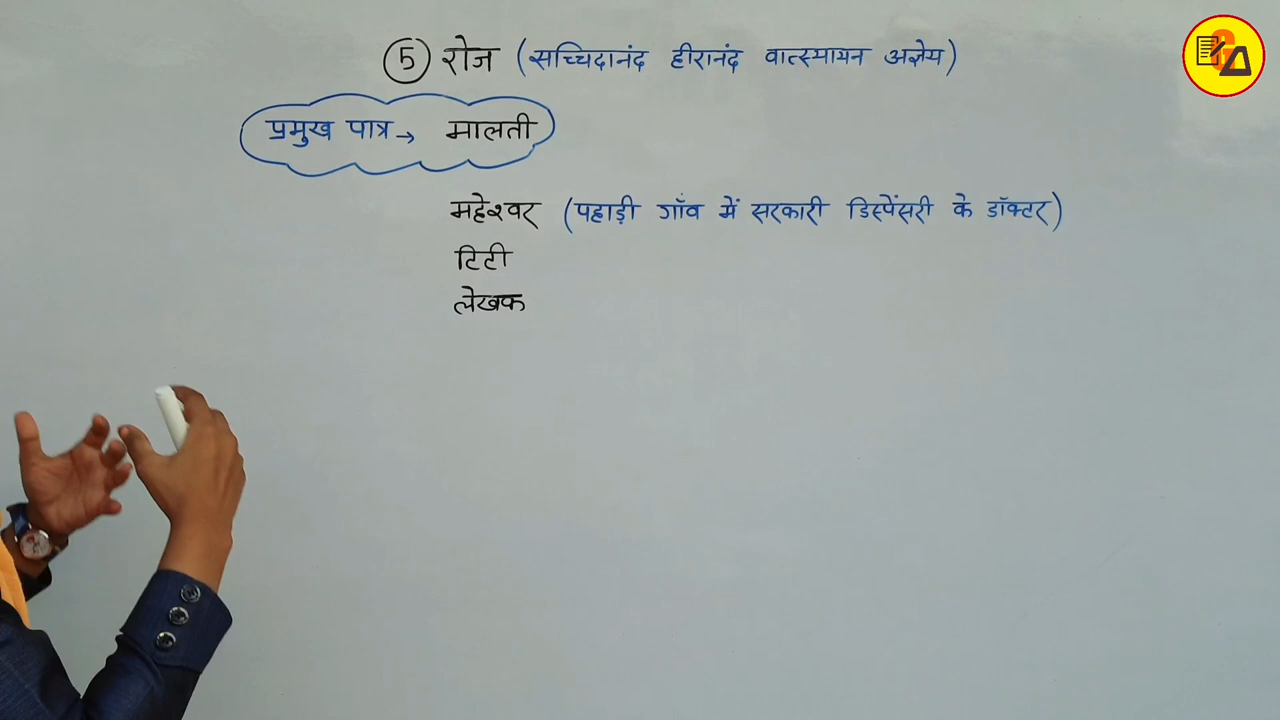 ⑤ रोज (सच्चिदानंद हीरानंद वात्स्यायन अज्ञेय)
प्रमुख पात्र → मालती
महेश्वर (पहाड़ी गाँव में सरकारी डिस्पेंसरी के डॉक्टर)
टिटी
लेखक